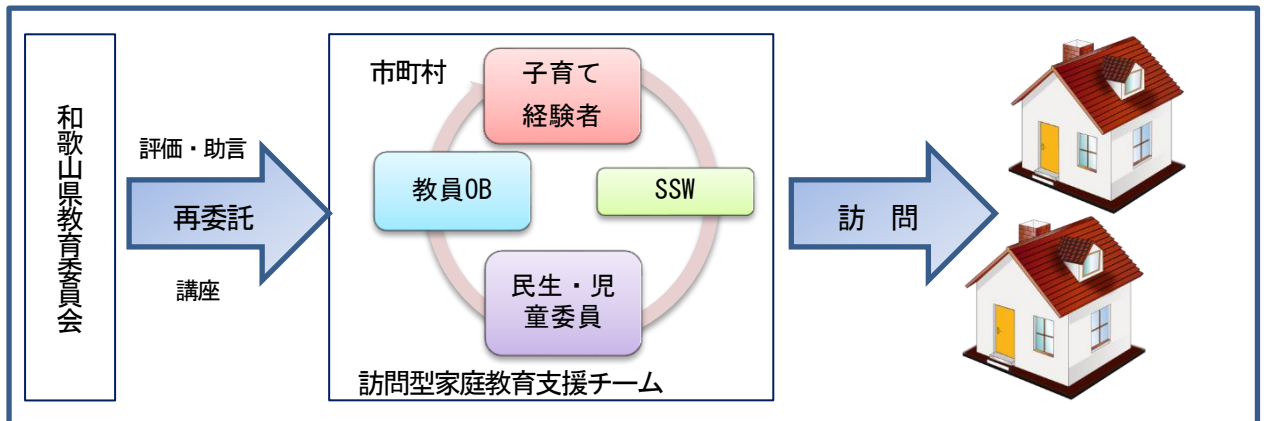 和歌山県教育委員会
評価・助言
再委託
講座
市町村
子育て
経験者
教員OB
SSW
民生・児
童委員
訪問型家庭教育支援チーム
訪　問